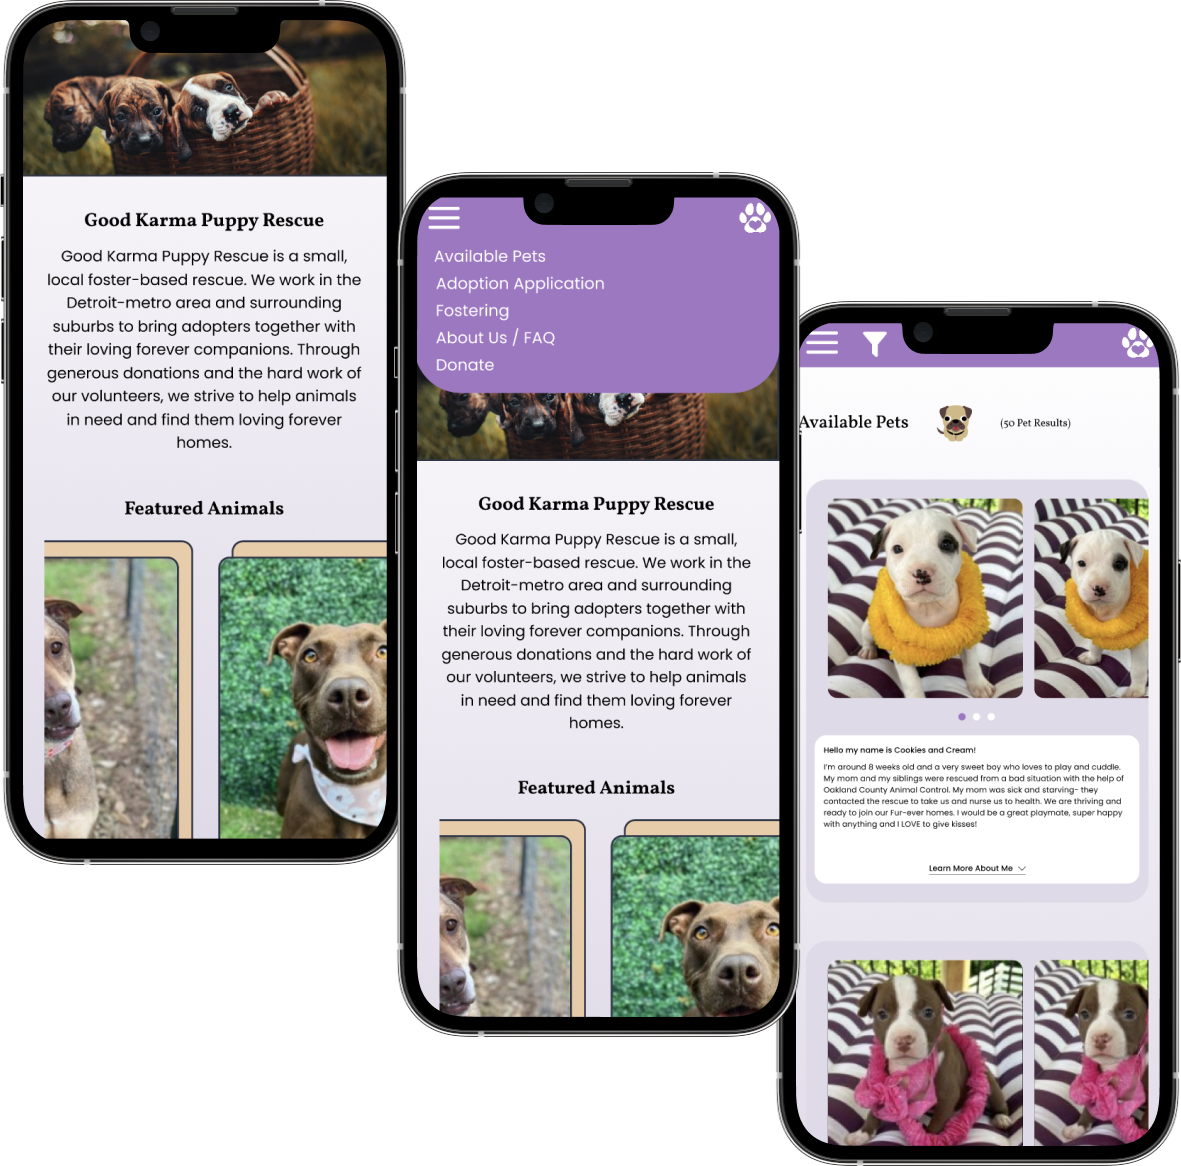 Good Karma Puppy Rescue
Good Karma Puppy Rescue is a small,
local foster-based rescue. We work in the
Detroit-metro area and surrounding
suburbs to bring adopters together with
their loving forever companions. Through
generous donations and the hard work of
our volunteers, we strive to help animals
in need and find them loving forever
homes.
Featured Animals
Available Pets
Adoption Application
Fostering
About Us / FAQ
Donate
Good Karma Puppy Rescue
Good Karma Puppy Rescue is a small,
local foster-based rescue. We work in the
Detroit-metro area and surrounding
suburbs to bring adopters together with
their loving forever companions. Through
generous donations and the hard work of
our volunteers, we strive to help animals
in need and find them loving forever
homes.
Featured Animals
Available Pets
(50 Pet Results)
Hello my name is Cookies and Cream!
I'm around 8 weeks old and a very sweet boy who loves to play and cuddle.
My mom and my siblings were rescued from a bad situation with the help of
Oakland County Animal Control. My mom was sick and starving- they
contacted the rescue to take us and nurse us to health. We are thriving and
ready to join our Fur-ever homes. I would be a great playmate, super happy
with anything and I LOVE to give kisses!
Learn More About Me